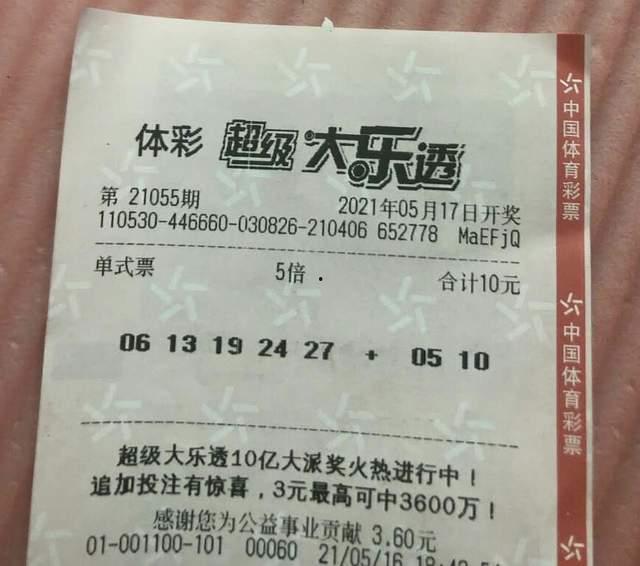 体彩 超级大乐透
第 21055期 2021年05月17日开奖
110530-446660-030826-210406 652778 MaEFjQ
单式票 5倍 . 合计10元
06 13 19 24 27 + 05 10
超级大乐透10亿大派奖火热进行中！
追加投注有惊喜，3元最高可中3600万！
感谢您为公益事业贡献 3.60元
01-001100-101 00060 21/05/16
中国体育彩票
中国体育彩票